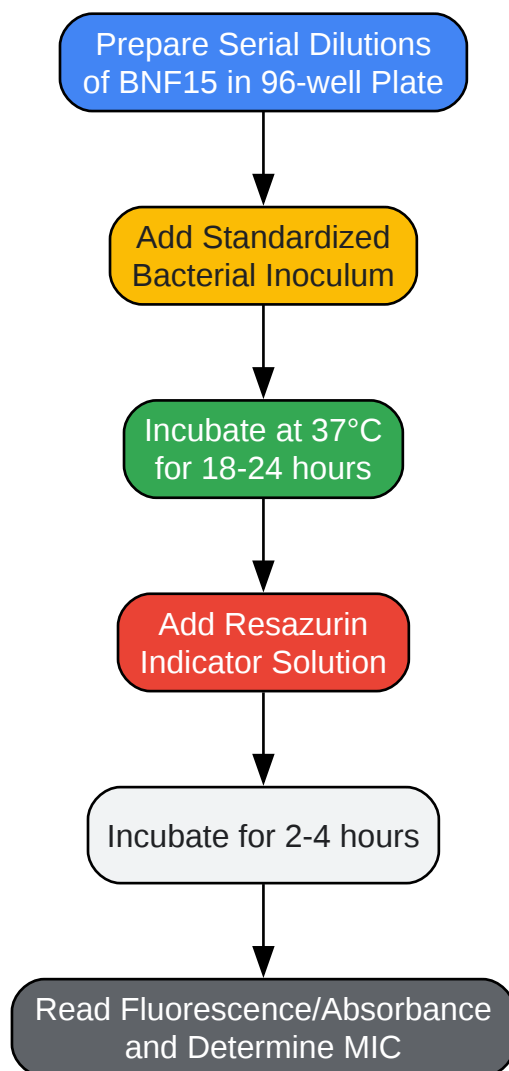 Prepare Serial Dilutions
of BNF15 in 96-well Plate
Add Standardized
Bacterial Inoculum
Incubate at 37°C
for 18-24 hours
Add Resazurin
Indicator Solution
Incubate for 2-4 hours
Read Fluorescence/Absorbance
and Determine MIC